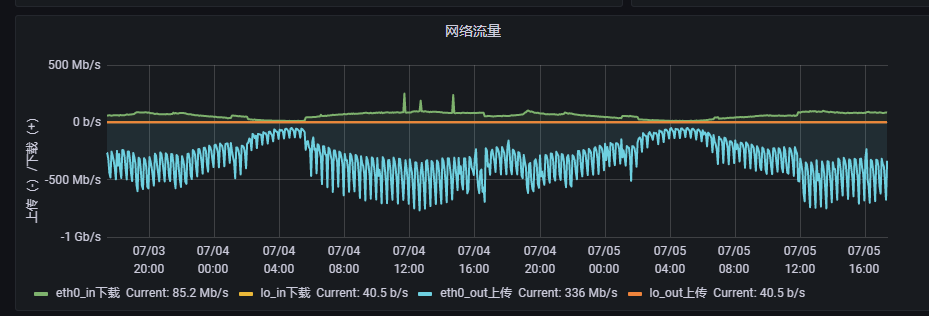 网络流量
500 Mb/s
0 b/s
-500 Mb/s
-1 Gb/s
上传（-）/下载（+）
07/03 07/04 07/04 07/04 07/04 07/04 07/04 07/05 07/05 07/05 07/05 07/05
20:00 00:00 04:00 08:00 12:00 16:00 20:00 00:00 04:00 08:00 12:00 16:00
eth0_in下载 Current: 85.2 Mb/s lo_in下载 Current: 40.5 b/s eth0_out上传 Current: 336 Mb/s lo_out上传 Current: 40.5 b/s